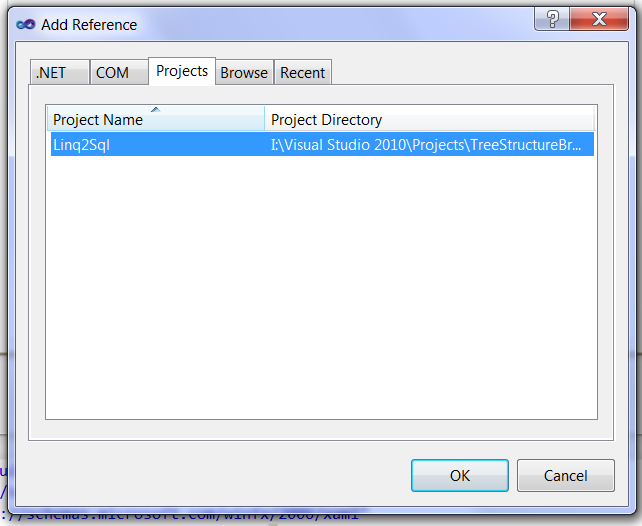 Add Reference
.NET COM Projects Browse Recent
Project Name Project Directory
Linq2Sql I:\Visual Studio 2010\Projects\TreeStructureBr...
OK Cancel
://schemas.microsoft.com/winfx/2006/xaml"